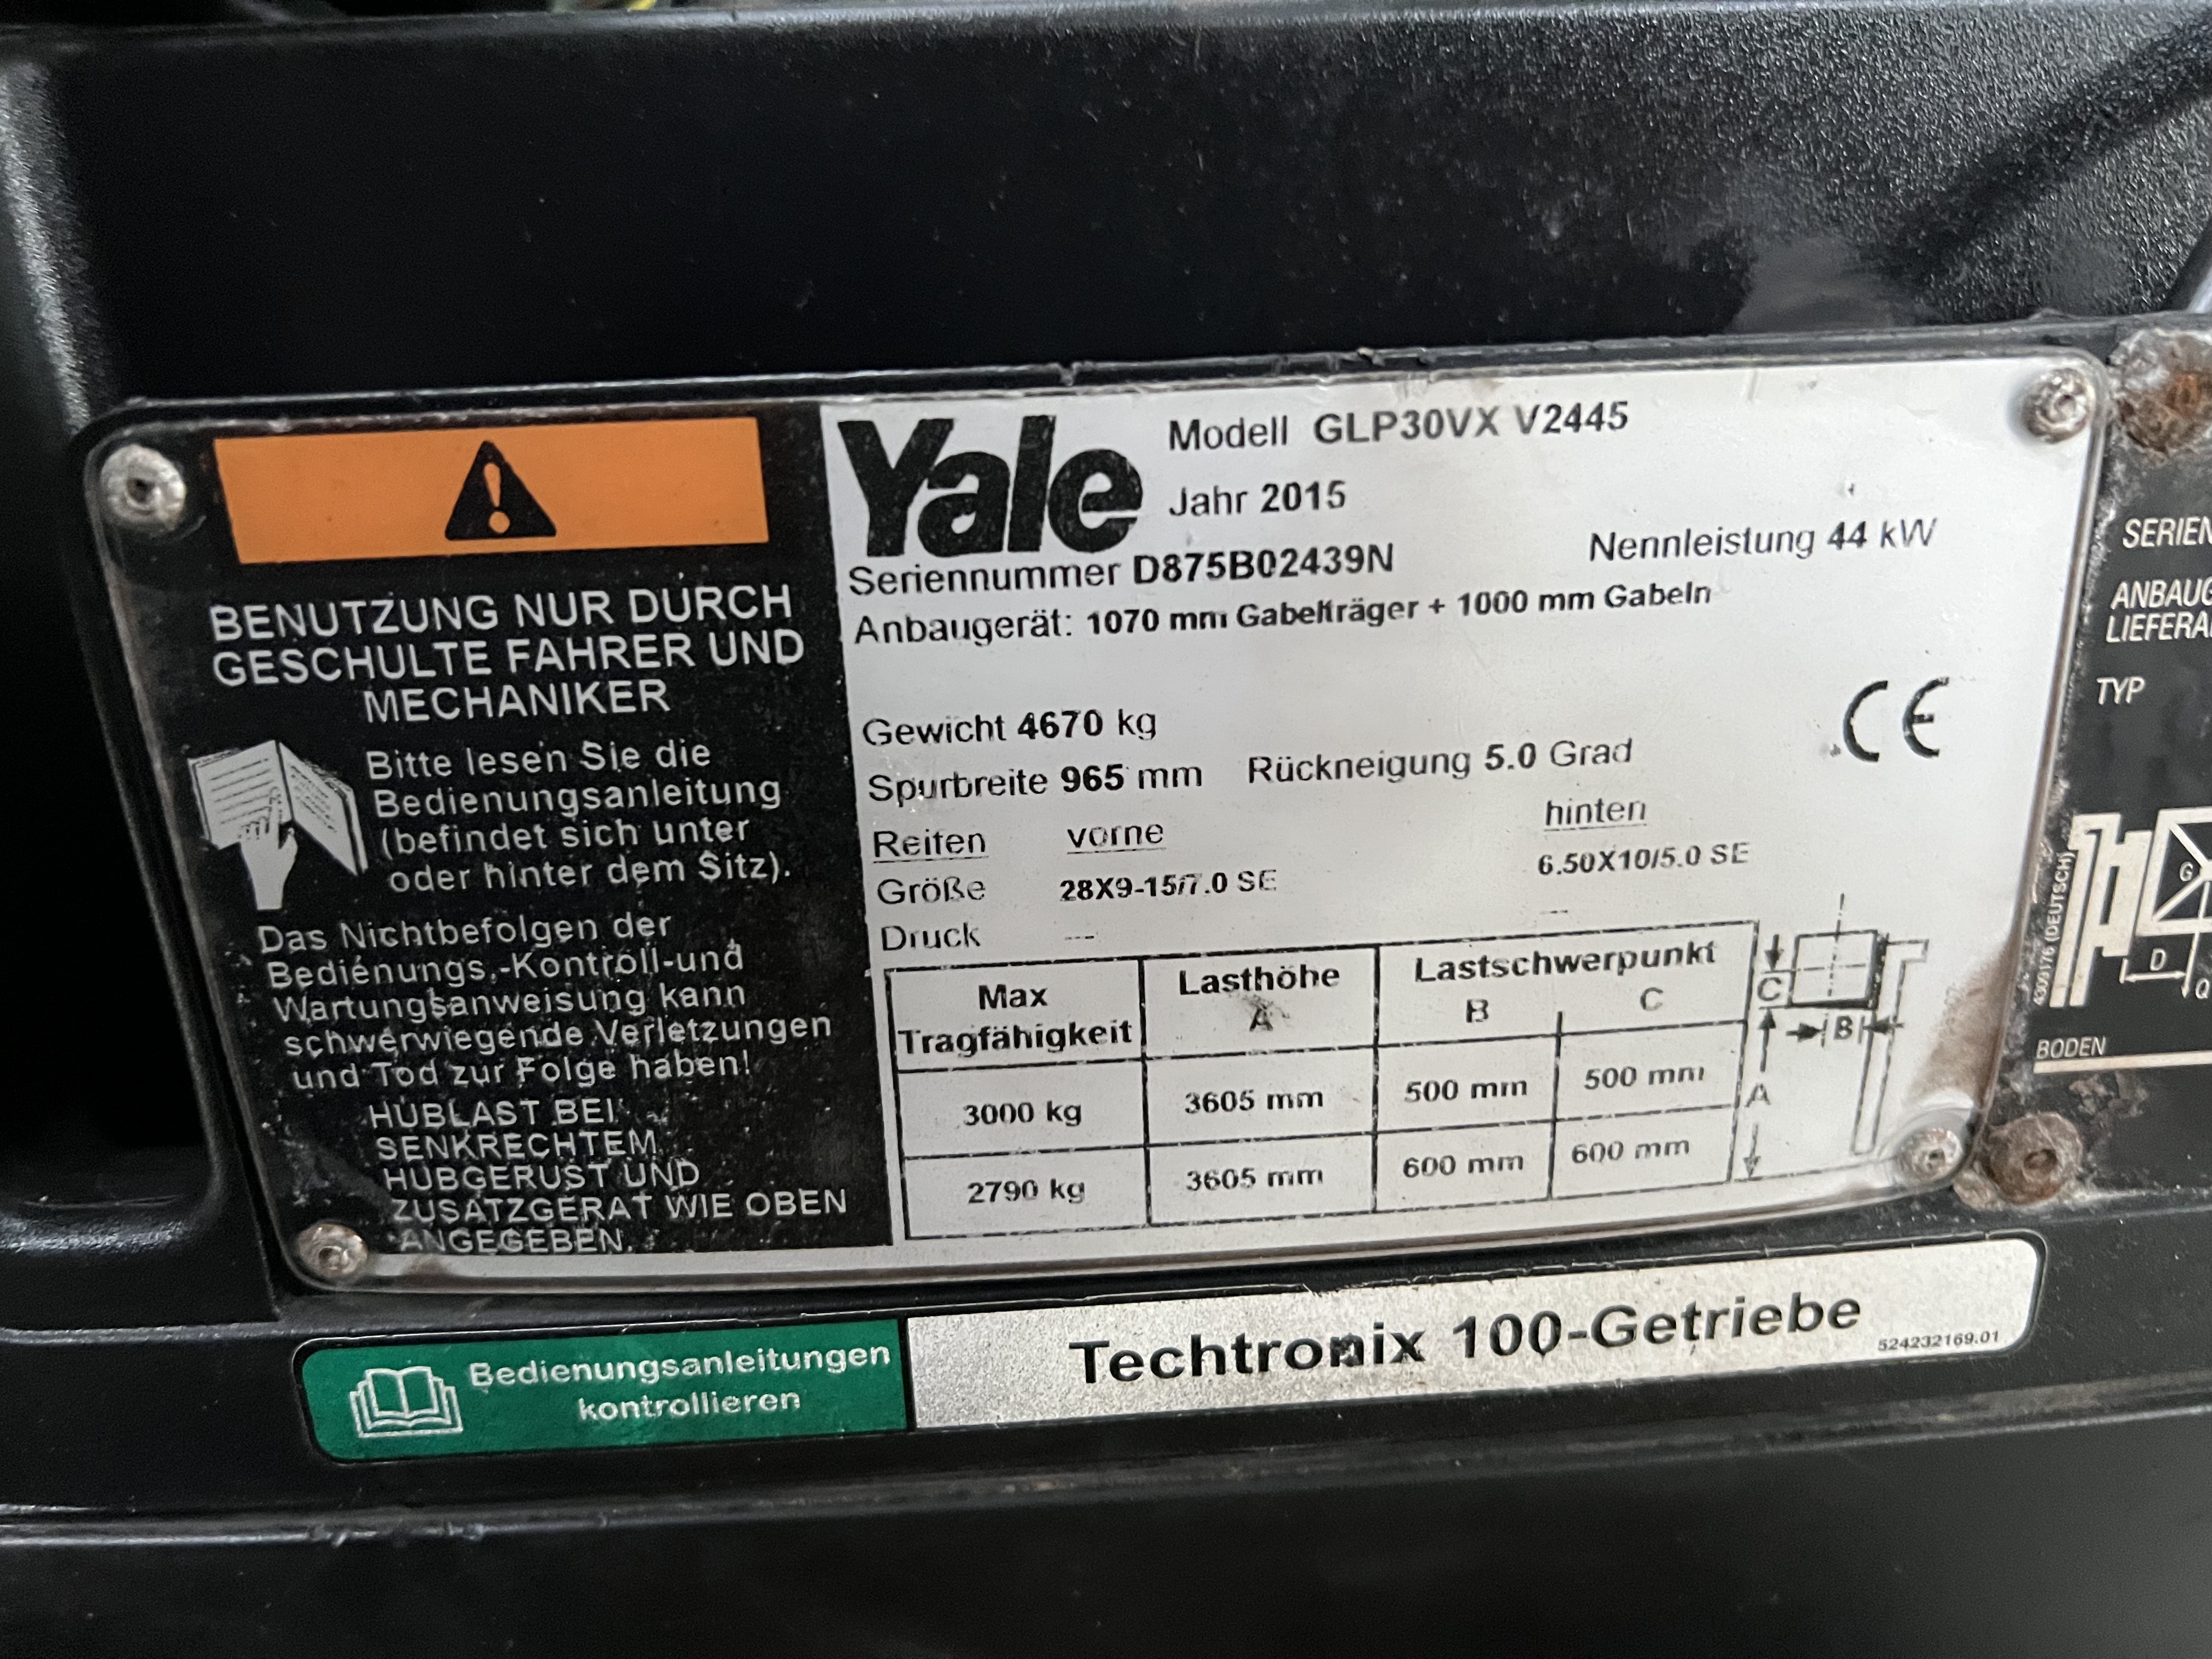 BENUTZUNG NUR DURCH
GESCHULTE FAHRER UND
MECHANIKER
Bitte lesen Sie die
Bedienungsanleitung
(befindet sich unter
oder hinter dem Sitz).
Das Nichtbefolgen der
Bedienungs,-Kontroll-und
Wartungsanweisung kann
schwerwiegende Verletzungen
und Tod zur Folge haben!
HUBLAST BEI
SENKRECHTEM
HUBGERUST UND
ZUSATZGERAT WIE OBEN
ANGEGEBEN.
Yale
Modell GLP30VX V2445
Jahr 2015
Seriennummer D875B02439N
Nennleistung 44 kW
Anbaugerät: 1070 mm Gabelträger + 1000 mm Gabeln
Gewicht 4670 kg
CE
Spurbreite 965 mm Rückneigung 5.0 Grad
Reifen vorne hinten
Größe 28X9-15/7.0 SE 6.50X10/5.0 SE
Druck --- ---
Max Tragfähigkeit Lasthöhe A Lastschwerpunkt B C
3000 kg 3605 mm 500 mm 500 mm
2790 kg 3605 mm 600 mm 600 mm
C
B
A
Bedienungsanleitungen
kontrollieren
Techtronix 100-Getriebe
524232169.01
SERIEN
ANBAUG
LIEFERA
TYP
G
D
Q
(DEUTSCH)
BODEN